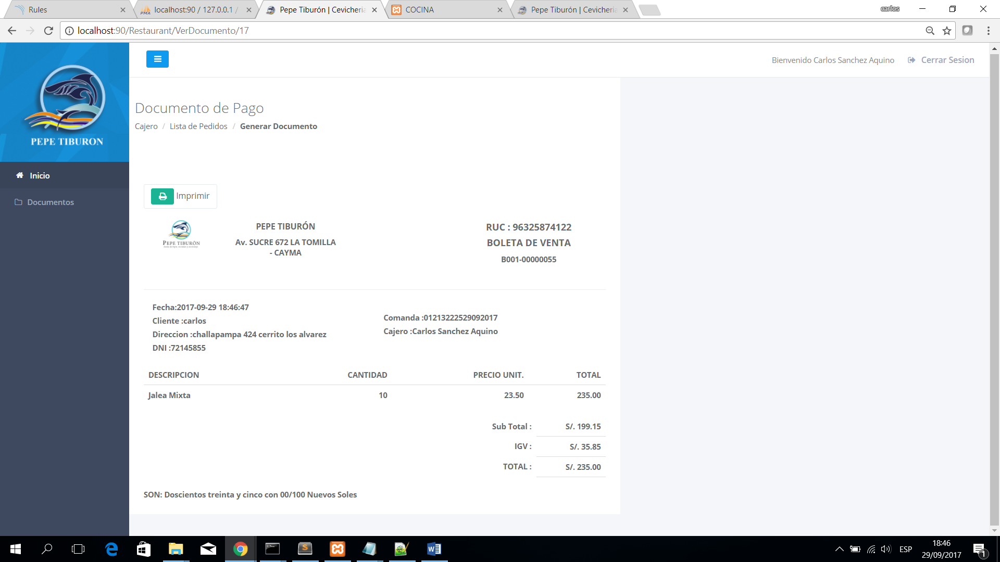 Rules
localhost:90 / 127.0.0.1 /
Pepe Tiburón | Cevicheria
COCINA
Pepe Tiburón | Cevicheria
carlos
localhost:90/Restaurant/VerDocumento/17
PEPE TIBURON
Bienvenido Carlos Sanchez Aquino
Cerrar Sesion
Inicio
Documentos
Documento de Pago
Cajero / Lista de Pedidos / Generar Documento
Imprimir
PEPE TIBURÓN
PEPE TIBURÓN
Av. SUCRE 672 LA TOMILLA
- CAYMA
RUC : 96325874122
BOLETA DE VENTA
B001-00000055
Fecha:2017-09-29 18:46:47
Cliente :carlos
Direccion :challapampa 424 cerrito los alvarez
DNI :72145855
Comanda :01213222529092017
Cajero :Carlos Sanchez Aquino
DESCRIPCION CANTIDAD PRECIO UNIT. TOTAL
Jalea Mixta 10 23.50 235.00
Sub Total : S/. 199.15
IGV : S/. 35.85
TOTAL : S/. 235.00
SON: Doscientos treinta y cinco con 00/100 Nuevos Soles
ESP
18:46
29/09/2017
1